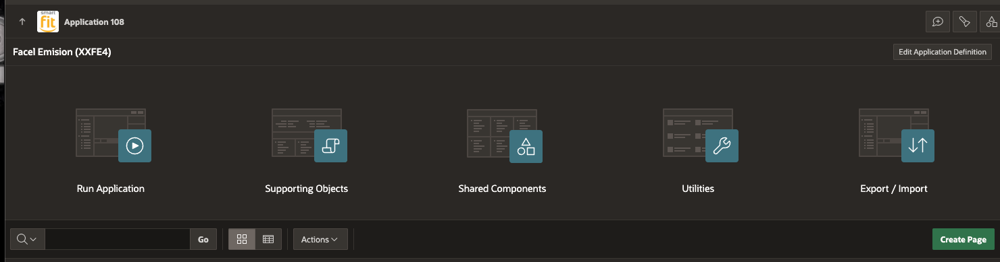 smart
fit
Application 108
Facel Emision (XXFE4)
Edit Application Definition
Run Application
Supporting Objects
Shared Components
Utilities
Export / Import
Go
Actions
Create Page